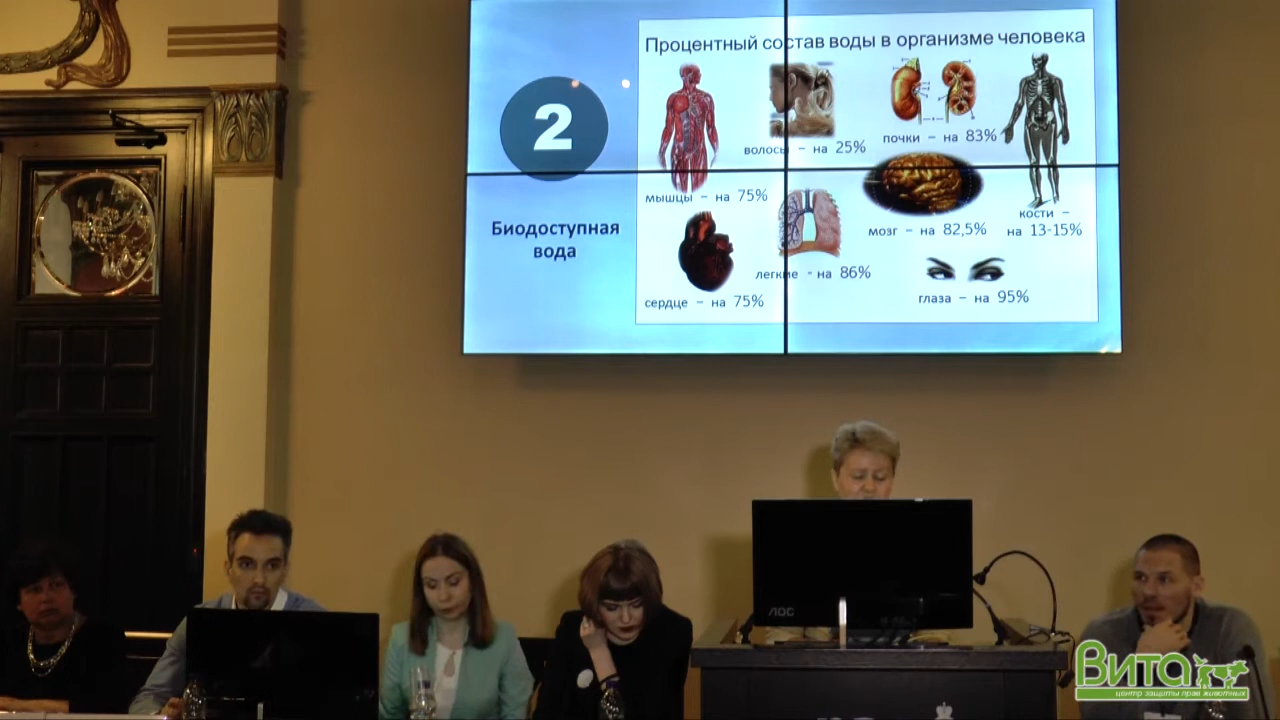 Процентный состав воды в организме человека
2
Биодоступная
вода
волосы – на 25%
почки – на 83%
мышцы – на 75%
мозг – на 82,5%
кости –
на 13-15%
легкие - на 86%
сердце – на 75%
глаза – на 95%
AOC
Вита
центр защиты прав животных